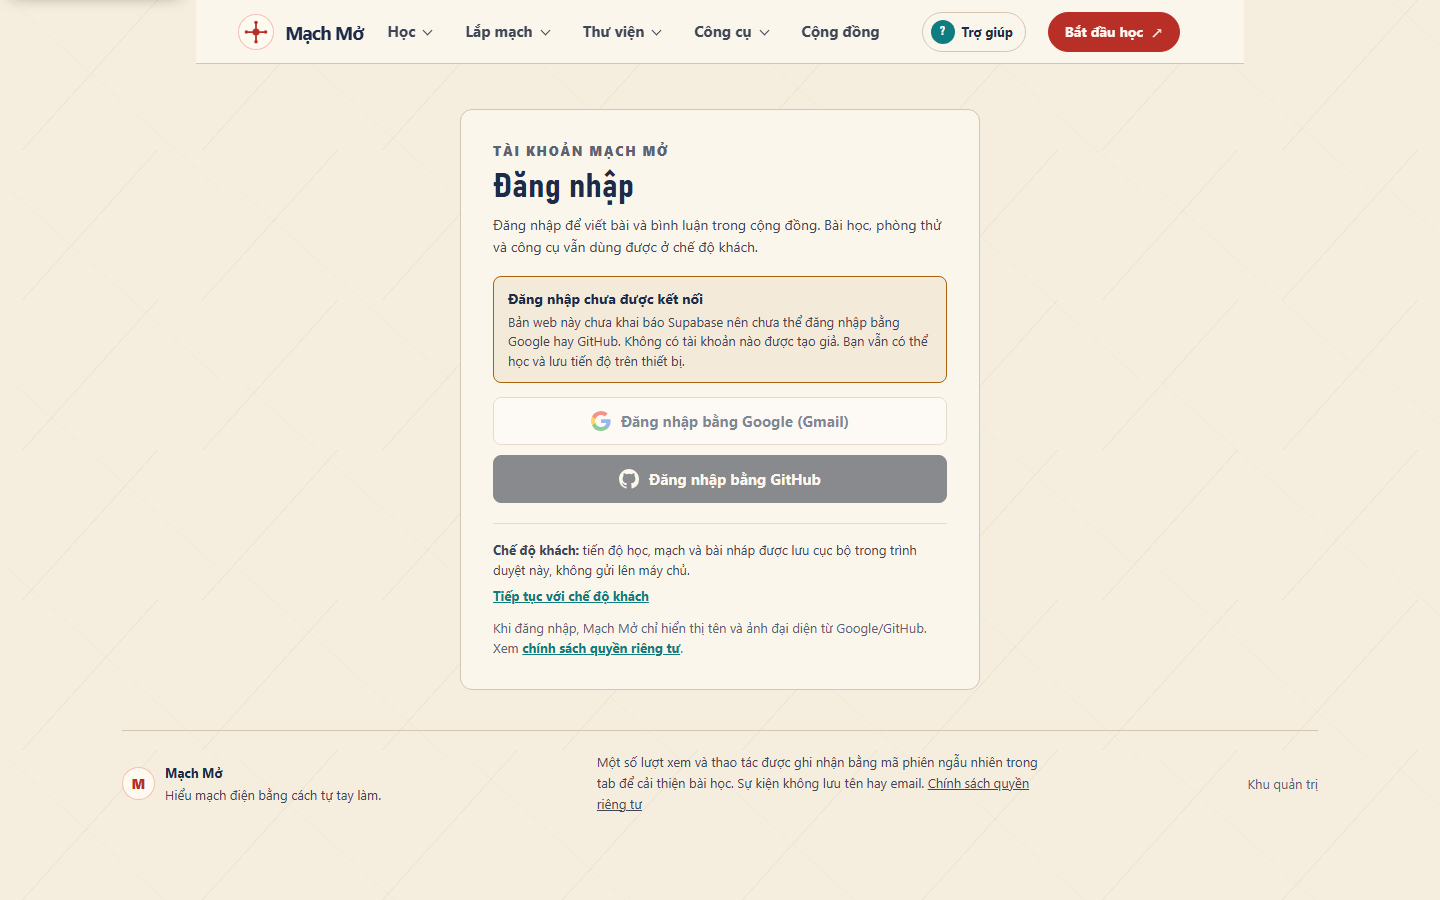 Mạch Mở
Học
Lắp mạch
Thư viện
Công cụ
Cộng đồng
? Trợ giúp
Bắt đầu học ↗
TÀI KHOẢN MẠCH MỞ
Đăng nhập
Đăng nhập để viết bài và bình luận trong cộng đồng. Bài học, phòng thử
và công cụ vẫn dùng được ở chế độ khách.
Đăng nhập chưa được kết nối
Bản web này chưa khai báo Supabase nên chưa thể đăng nhập bằng
Google hay GitHub. Không có tài khoản nào được tạo giả. Bạn vẫn có thể
học và lưu tiến độ trên thiết bị.
Đăng nhập bằng Google (Gmail)
Đăng nhập bằng GitHub
Chế độ khách: tiến độ học, mạch và bài nháp được lưu cục bộ trong trình
duyệt này, không gửi lên máy chủ.
Tiếp tục với chế độ khách
Khi đăng nhập, Mạch Mở chỉ hiển thị tên và ảnh đại diện từ Google/GitHub.
Xem chính sách quyền riêng tư.
M
Mạch Mở
Hiểu mạch điện bằng cách tự tay làm.
Một số lượt xem và thao tác được ghi nhận bằng mã phiên ngẫu nhiên trong
tab để cải thiện bài học. Sự kiện không lưu tên hay email. Chính sách quyền
riêng tư
Khu quản trị